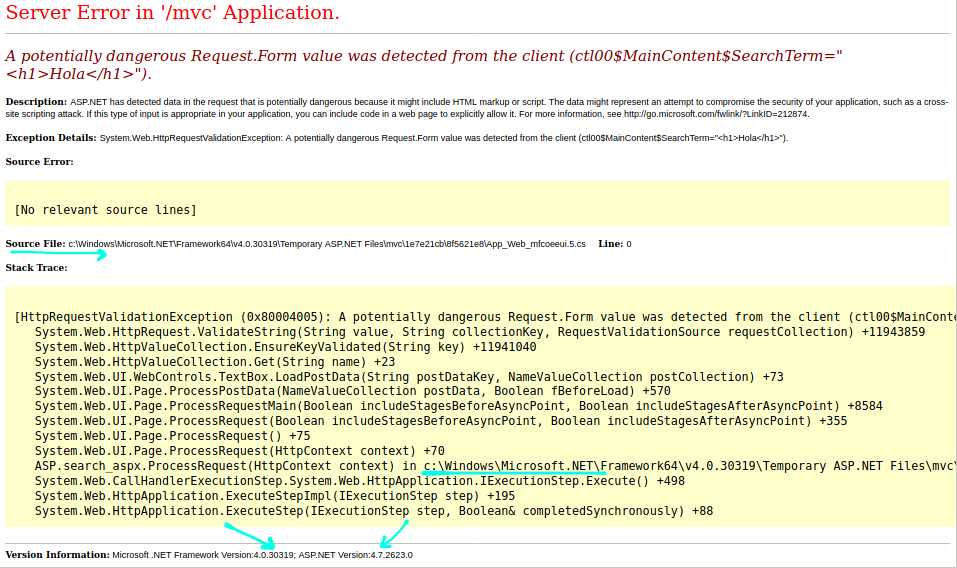 Server Error in '/mvc' Application.
A potentially dangerous Request.Form value was detected from the client (ctl00$MainContent$SearchTerm="
<h1>Hola</h1>").
Description: ASP.NET has detected data in the request that is potentially dangerous because it might include HTML markup or script. The data might represent an attempt to compromise the security of your application, such as a cross-
site scripting attack. If this type of input is appropriate in your application, you can include code in a web page to explicitly allow it. For more information, see http://go.microsoft.com/fwlink/?LinkID=212874.
Exception Details: System.Web.HttpRequestValidationException: A potentially dangerous Request.Form value was detected from the client (ctl00$MainContent$SearchTerm="<h1>Hola</h1>").
Source Error:
[No relevant source lines]
Source File: c:\Windows\Microsoft.NET\Framework64\v4.0.30319\Temporary ASP.NET Files\mvc\1e7e21cb\8f5621e8\App_Web_mfcoeeui.5.cs Line: 0
Stack Trace:
[HttpRequestValidationException (0x80004005): A potentially dangerous Request.Form value was detected from the client (ctl00$MainConte
System.Web.HttpRequest.ValidateString(String value, String collectionKey, RequestValidationSource requestCollection) +11943859
System.Web.HttpValueCollection.EnsureKeyValidated(String key) +11941040
System.Web.HttpValueCollection.Get(String name) +23
System.Web.UI.WebControls.TextBox.LoadPostData(String postDataKey, NameValueCollection postCollection) +73
System.Web.UI.Page.ProcessPostData(NameValueCollection postData, Boolean fBeforeLoad) +570
System.Web.UI.Page.ProcessRequestMain(Boolean includeStagesBeforeAsyncPoint, Boolean includeStagesAfterAsyncPoint) +8584
System.Web.UI.Page.ProcessRequest(Boolean includeStagesBeforeAsyncPoint, Boolean includeStagesAfterAsyncPoint) +355
System.Web.UI.Page.ProcessRequest() +75
System.Web.UI.Page.ProcessRequest(HttpContext context) +70
ASP.search_aspx.ProcessRequest(HttpContext context) in c:\Windows\Microsoft.NET\Framework64\v4.0.30319\Temporary ASP.NET Files\mvc\
System.Web.CallHandlerExecutionStep.System.Web.HttpApplication.IExecutionStep.Execute() +498
System.Web.HttpApplication.ExecuteStepImpl(IExecutionStep step) +195
System.Web.HttpApplication.ExecuteStep(IExecutionStep step, Boolean& completedSynchronously) +88
Version Information: Microsoft .NET Framework Version:4.0.30319; ASP.NET Version:4.7.2623.0